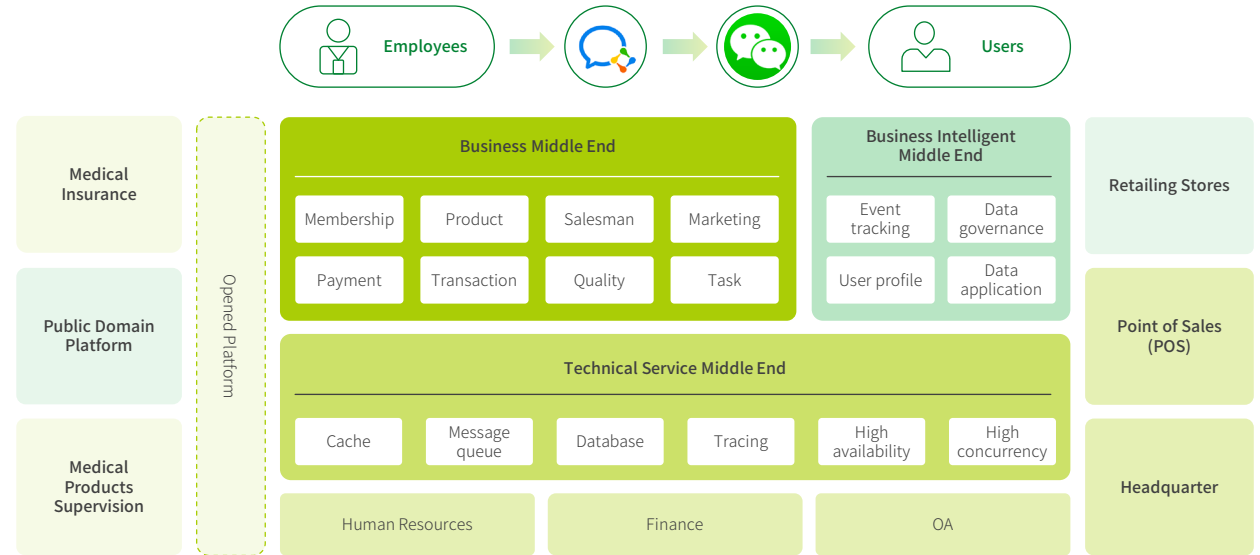 Employees
Users
Medical
Insurance
Public Domain
Platform
Medical
Products
Supervision
Opened Platform
Business Middle End
Membership
Product
Salesman
Marketing
Payment
Transaction
Quality
Task
Business Intelligent
Middle End
Event
tracking
Data
governance
User profile
Data
application
Technical Service Middle End
Cache
Message
queue
Database
Tracing
High
availability
High
concurrency
Human Resources
Finance
OA
Retailing Stores
Point of Sales
(POS)
Headquarter